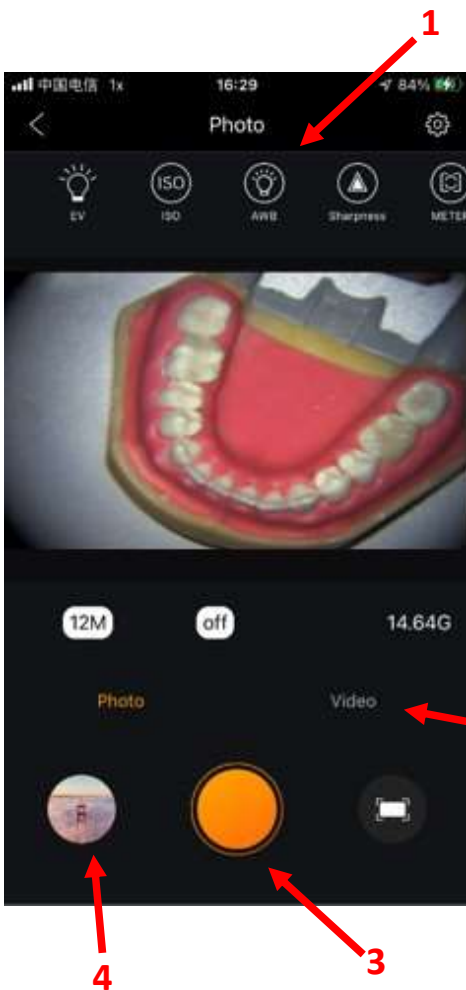 1
中国电信 1x 16:29 84%
Photo
ISO
EV ISO AWB Sharpness METER
12M off 14.64G
Photo Video
3
4